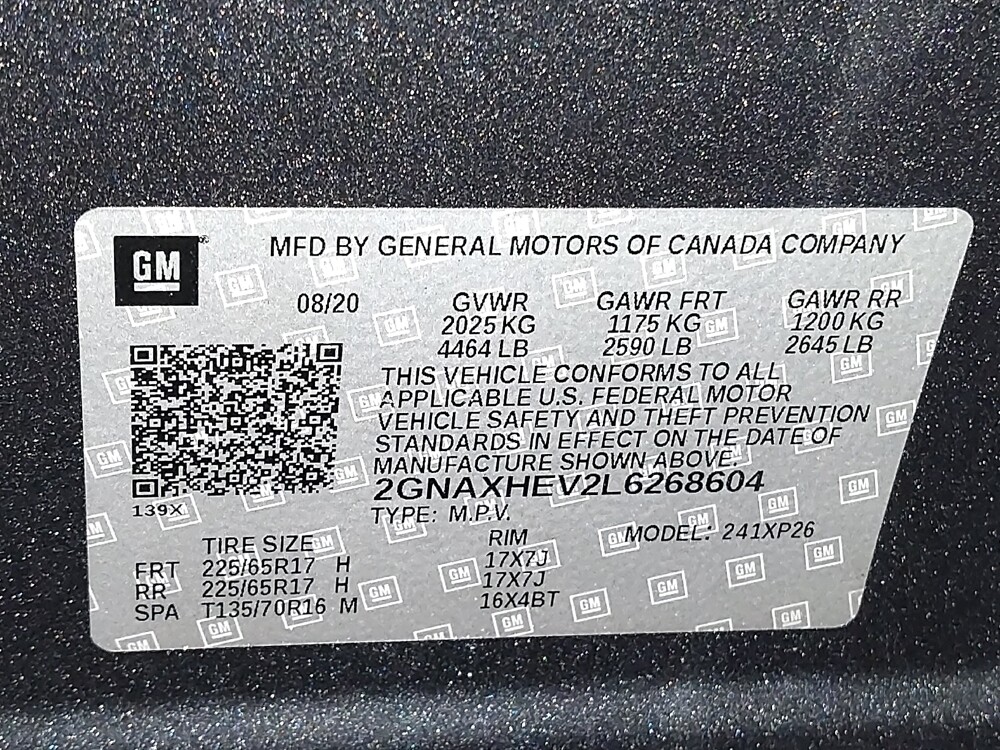 GM
MFD BY GENERAL MOTORS OF CANADA COMPANY
08/20 GVWR GAWR FRT GAWR RR
2025 KG 1175 KG 1200 KG
4464 LB 2590 LB 2645 LB
THIS VEHICLE CONFORMS TO ALL
APPLICABLE U.S. FEDERAL MOTOR
VEHICLE SAFETY AND THEFT PREVENTION
STANDARDS IN EFFECT ON THE DATE OF
MANUFACTURE SHOWN ABOVE.
2GNAXHEV2L6268604
139X
TYPE: M.P.V.
MODEL: 241XP26
TIRE SIZE RIM
FRT 225/65R17 H 17X7J
RR 225/65R17 H 17X7J
SPA T135/70R16 M 16X4BT